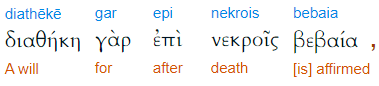 diathēkē gar epi nekrois bebaia
διαθήκη γὰρ ἐπὶ νεκροῖς βεβαία ,
A will for after death [is] affirmed